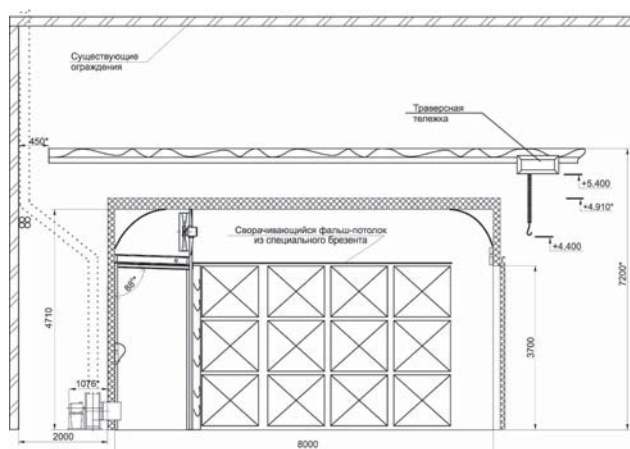 Существующие
ограждения
Траверсная
тележка
450*
+5.400
+4.910*
Сворачивающийся фальш-потолок
из специального брезента
+4.400
88°
4710
7200*
3700
1076*
2000
8000